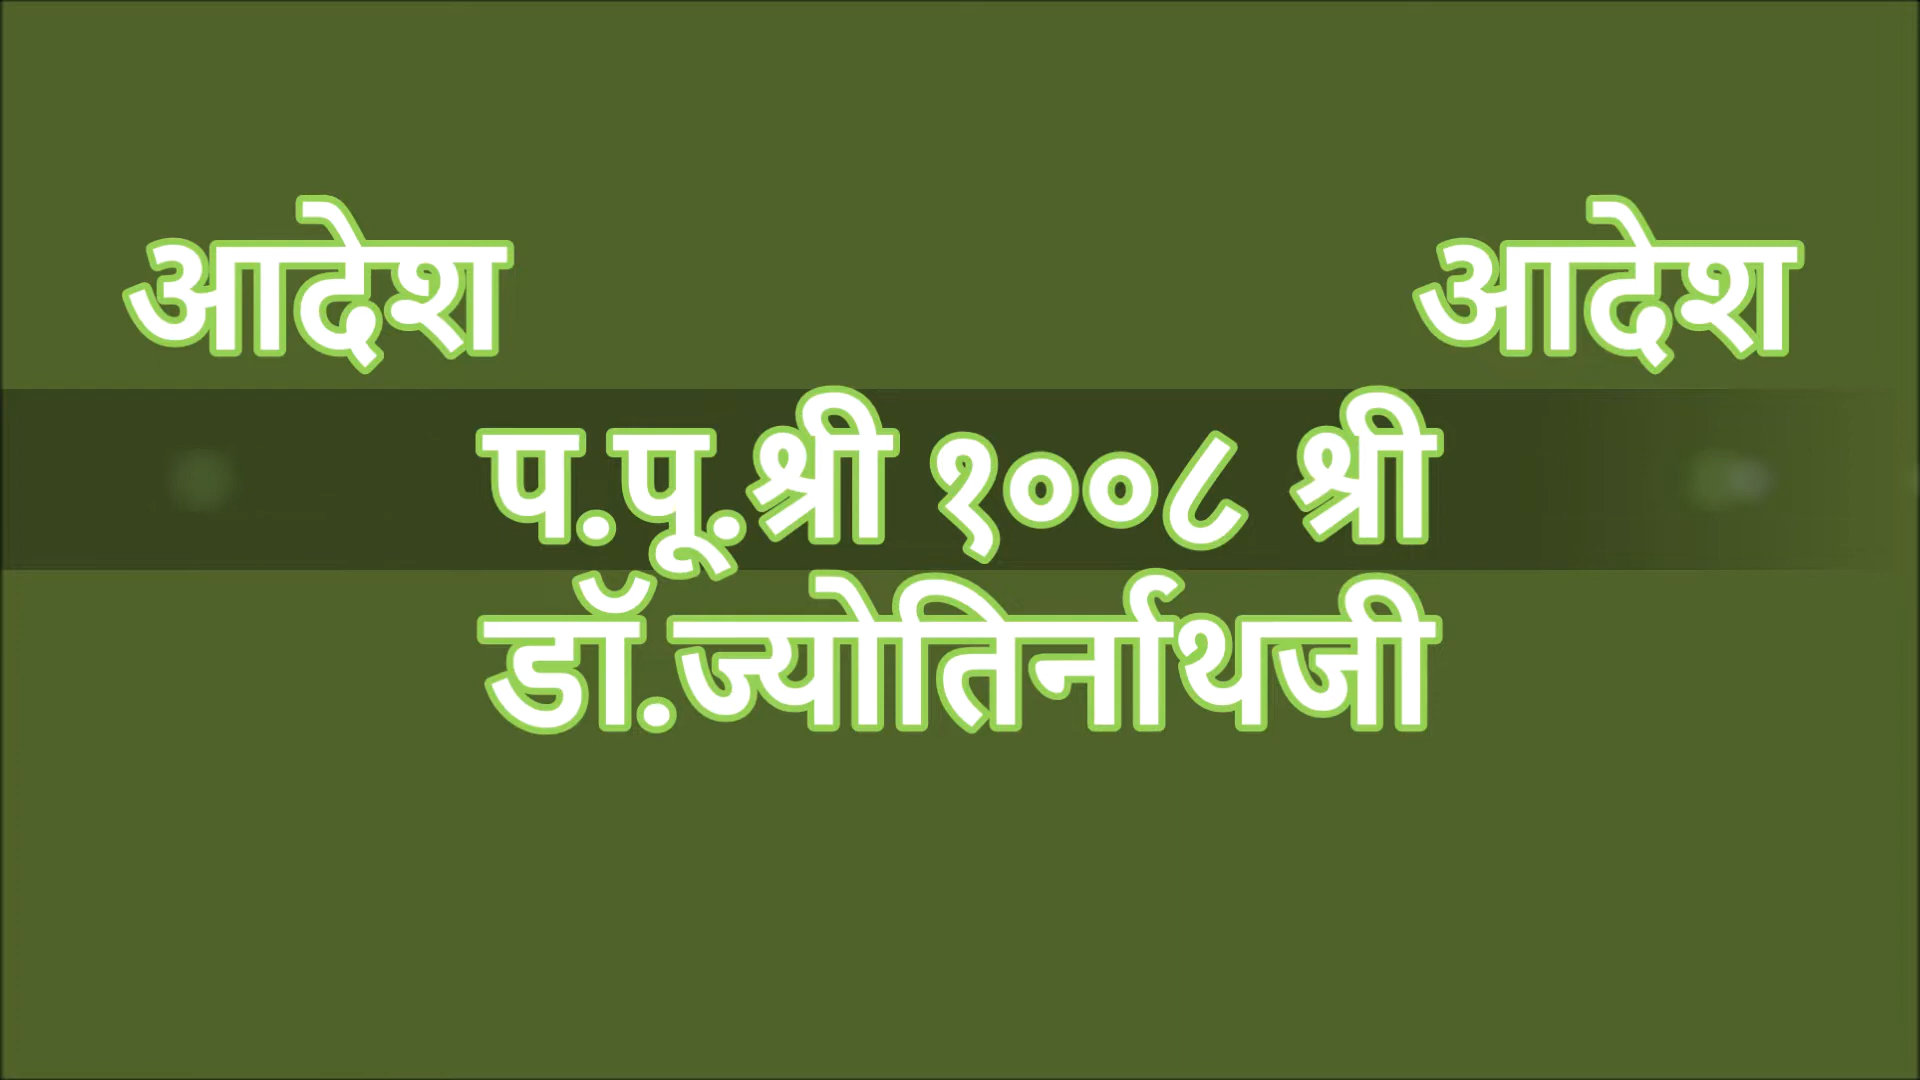 आदेश आदेश
प.पू.श्री १००८ श्री
डॉ.ज्योतिर्नाथजी